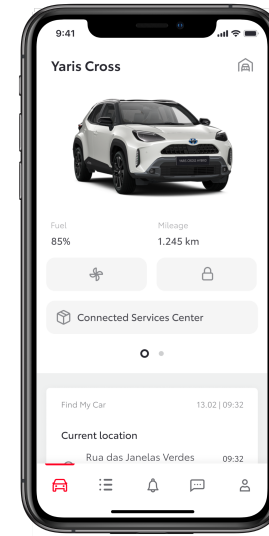 9:41
Yaris Cross
Fuel
Mileage
85%
1.245 km
Connected Services Center
Find My Car
13.02 | 09:32
Current location
Rua das Janelas Verdes
09:32